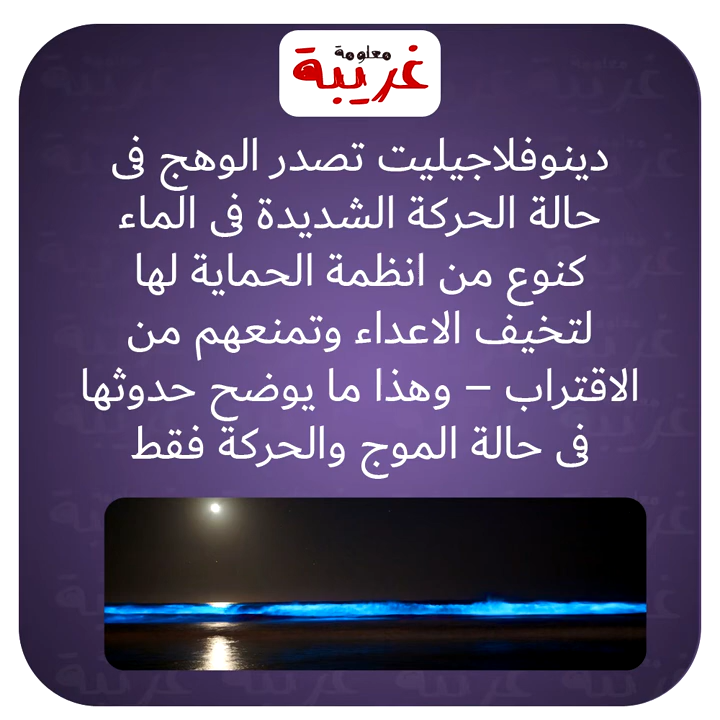 معلومة
غريبة
دينوفلاجيليت تصدر الوهج فى
حالة الحركة الشديدة فى الماء
كنوع من انظمة الحماية لها
لتخيف الاعداء وتمنعهم من
الاقتراب – وهذا ما يوضح حدوثها
فى حالة الموج والحركة فقط